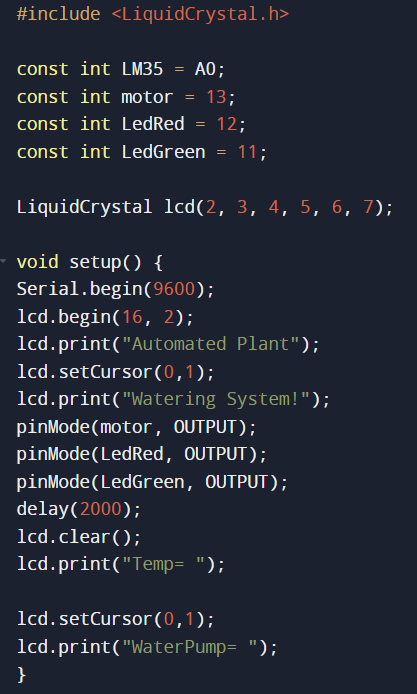 #include <LiquidCrystal.h>
const int LM35 = A0;
const int motor = 13;
const int LedRed = 12;
const int LedGreen = 11;
LiquidCrystal lcd(2, 3, 4, 5, 6, 7);
void setup() {
Serial.begin(9600);
lcd.begin(16, 2);
lcd.print("Automated Plant");
lcd.setCursor(0,1);
lcd.print("Watering System!");
pinMode(motor, OUTPUT);
pinMode(LedRed, OUTPUT);
pinMode(LedGreen, OUTPUT);
delay(2000);
lcd.clear();
lcd.print("Temp= ");
lcd.setCursor(0,1);
lcd.print("WaterPump= ");
}